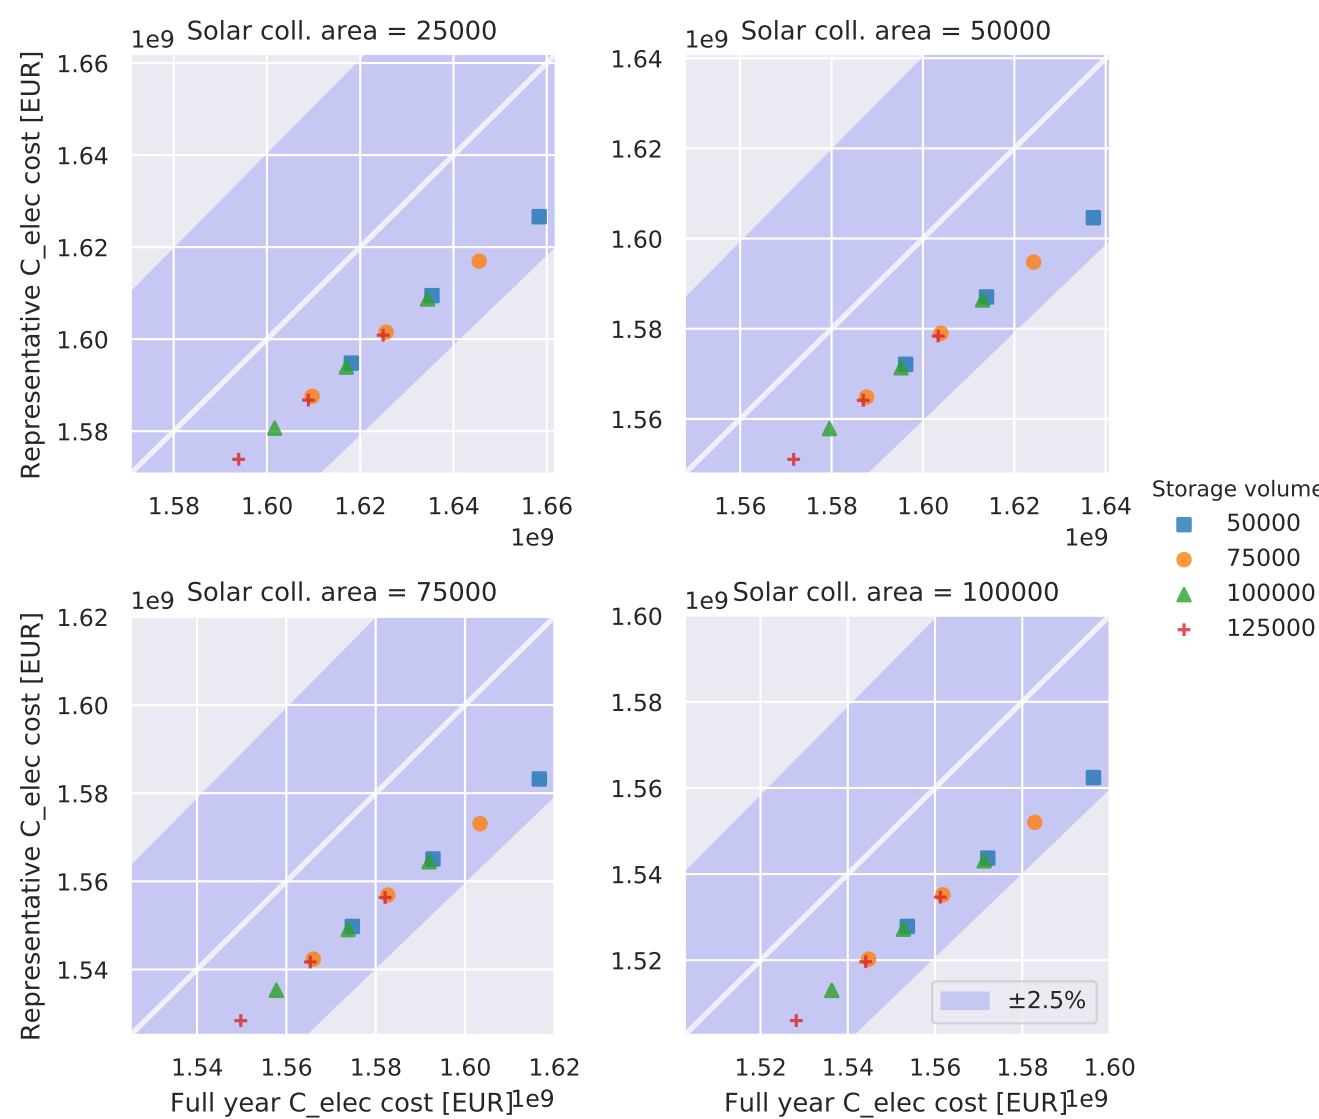 1e9 Solar coll. area = 25000
Representative C_elec cost [EUR]
1.66
1.64
1.62
1.60
1.58
1.58 1.60 1.62 1.64 1.66
1e9
1e9 Solar coll. area = 50000
1.64
1.62
1.60
1.58
1.56
1.56 1.58 1.60 1.62 1.64
1e9
Storage volume
50000
75000
100000
125000
1e9 Solar coll. area = 75000
Representative C_elec cost [EUR]
1.62
1.60
1.58
1.56
1.54
1.54 1.56 1.58 1.60 1.62
Full year C_elec cost [EUR] 1e9
1e9 Solar coll. area = 100000
1.60
1.58
1.56
1.54
1.52
±2.5%
1.52 1.54 1.56 1.58 1.60
Full year C_elec cost [EUR] 1e9